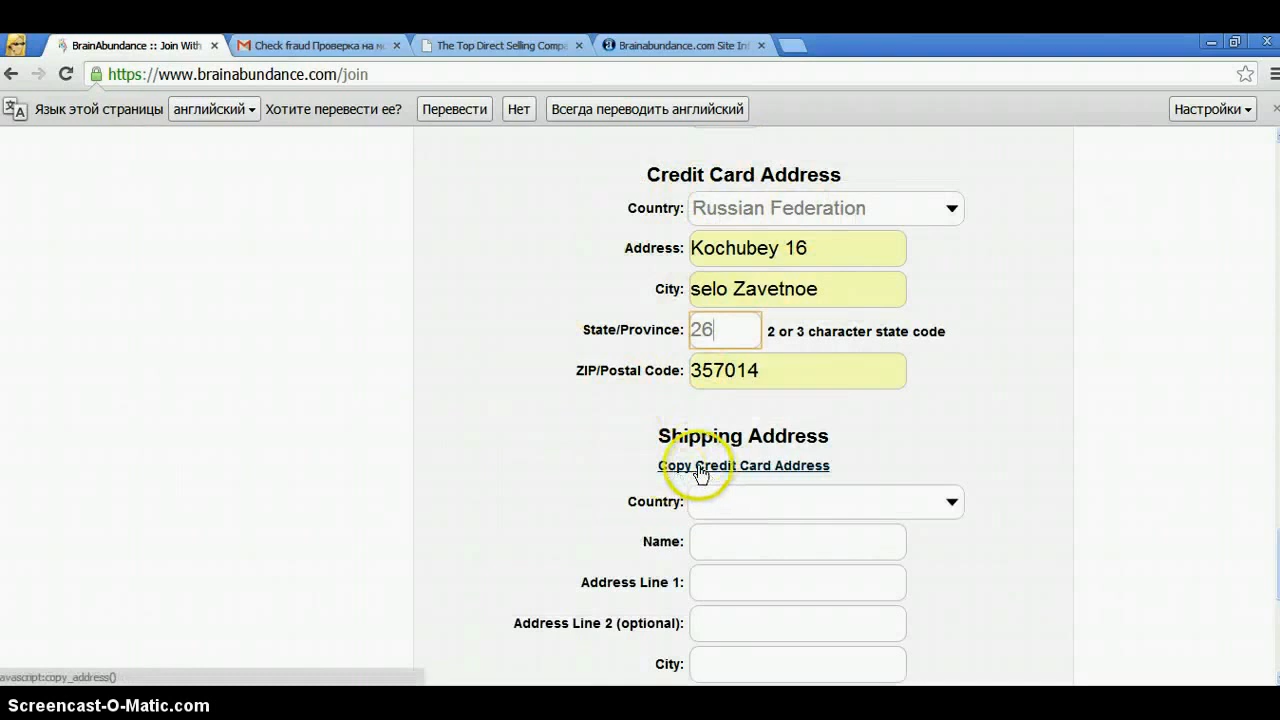 BrainAbundance :: Join With
Check fraud Проверка на мо
The Top Direct Selling Compa
Brainabundance.com Site Inf
https://www.brainabundance.com/join
Язык этой страницы английский Хотите перевести ее? Перевести Нет Всегда переводить английский Настройки
Credit Card Address
Country: Russian Federation
Address: Kochubey 16
City: selo Zavetnoe
State/Province: 26 2 or 3 character state code
ZIP/Postal Code: 357014
Shipping Address
Copy Credit Card Address
Country:
Name:
Address Line 1:
Address Line 2 (optional):
City:
avascript:copy_address()
Screencast-O-Matic.com